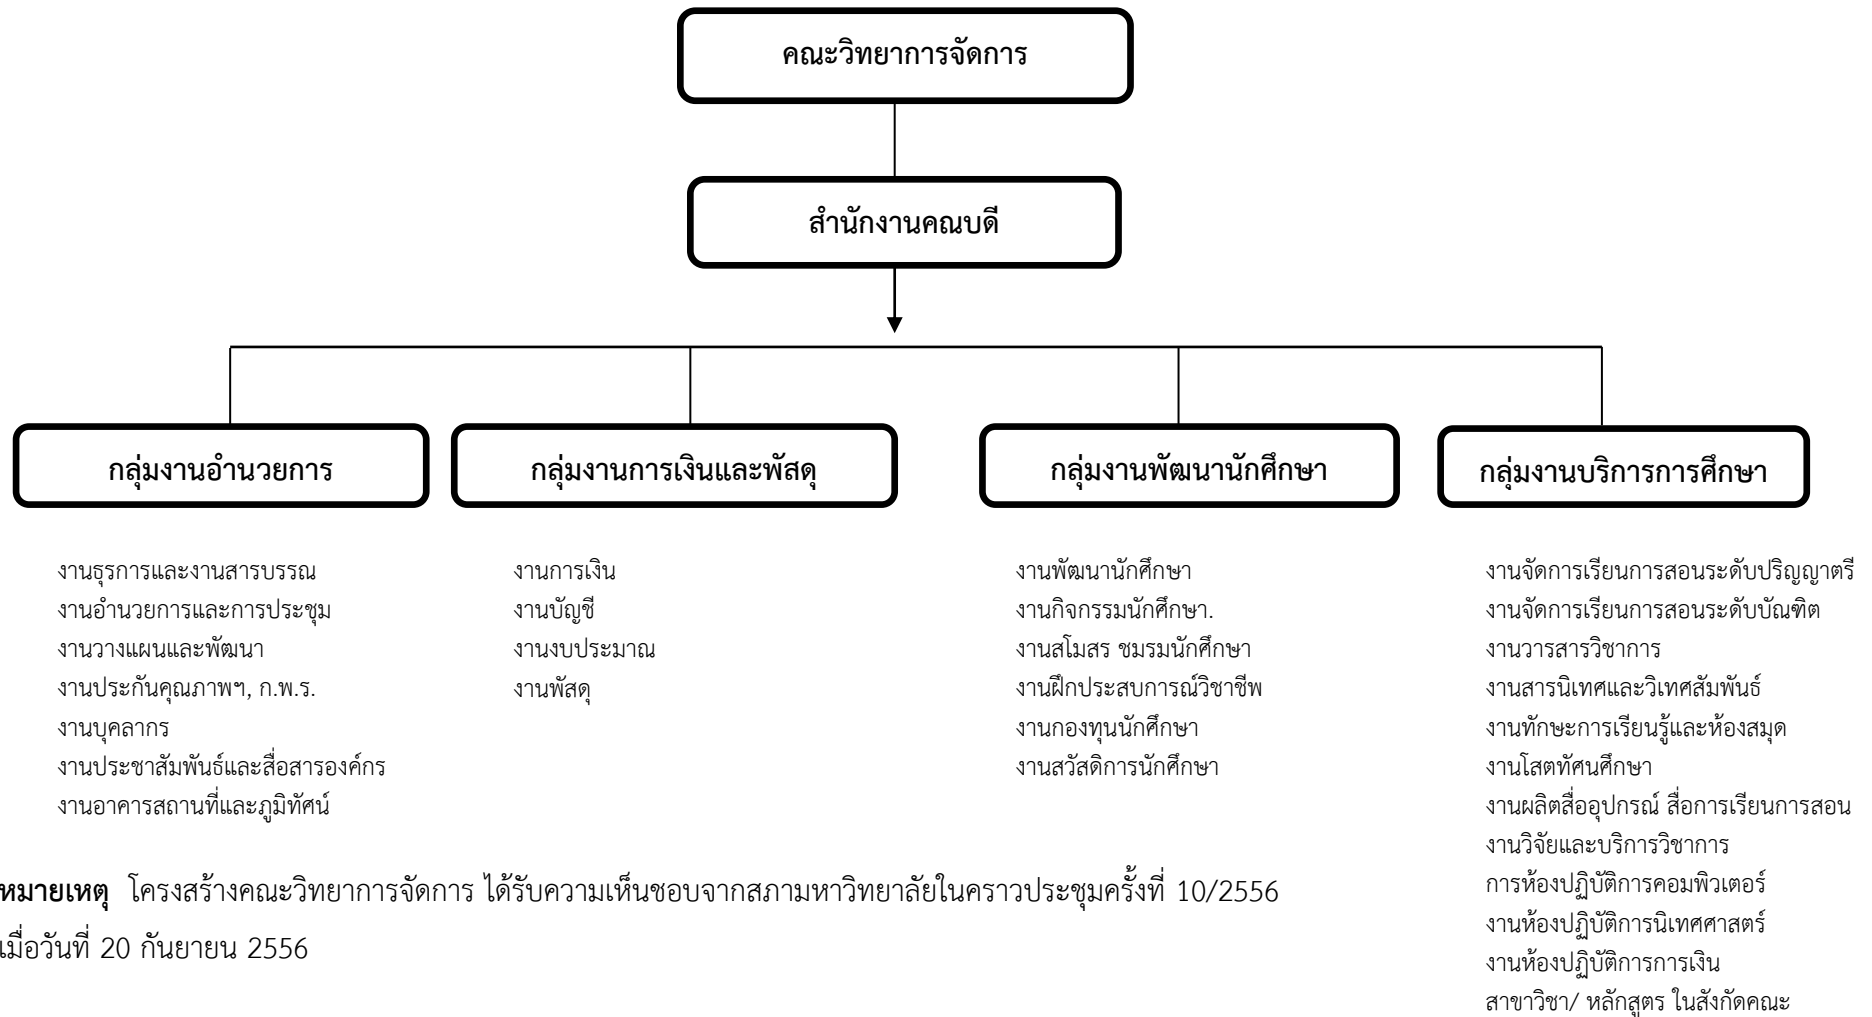 คณะวิทยาการจัดการ
สำนักงานคณบดี
กลุ่มงานอำนวยการ
งานธุรการและงานสารบรรณ
งานอำนวยการและการประชุม
งานวางแผนและพัฒนา
งานประกันคุณภาพฯ, ก.พ.ร.
งานบุคลากร
งานประชาสัมพันธ์และสื่อสารองค์กร
งานอาคารสถานที่และภูมิทัศน์
กลุ่มงานการเงินและพัสดุ
งานการเงิน
งานบัญชี
งานงบประมาณ
งานพัสดุ
กลุ่มงานพัฒนานักศึกษา
งานพัฒนานักศึกษา
งานกิจกรรมนักศึกษา.
งานสโมสร ชมรมนักศึกษา
งานฝึกประสบการณ์วิชาชีพ
งานกองทุนนักศึกษา
งานสวัสดิการนักศึกษา
กลุ่มงานบริการการศึกษา
งานจัดการเรียนการสอนระดับปริญญาตรี
งานจัดการเรียนการสอนระดับบัณฑิต
งานวารสารวิชาการ
งานสารนิเทศและวิเทศสัมพันธ์
งานทักษะการเรียนรู้และห้องสมุด
งานโสตทัศนศึกษา
งานผลิตสื่ออุปกรณ์ สื่อการเรียนการสอน
งานวิจัยและบริการวิชาการ
การห้องปฏิบัติการคอมพิวเตอร์
งานห้องปฏิบัติการนิเทศศาสตร์
งานห้องปฏิบัติการการเงิน
สาขาวิชา/ หลักสูตร ในสังกัดคณะ
หมายเหตุ โครงสร้างคณะวิทยาการจัดการ ได้รับความเห็นชอบจากสภามหาวิทยาลัยในคราวประชุมครั้งที่ 10/2556
เมื่อวันที่ 20 กันยายน 2556